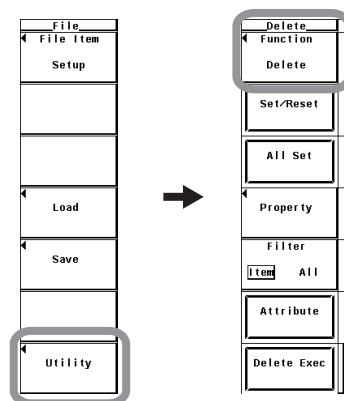 File
File Item
Setup
Load
Save
Utility
Delete
Function
Delete
Set/Reset
All Set
Property
Filter
Item All
Attribute
Delete Exec